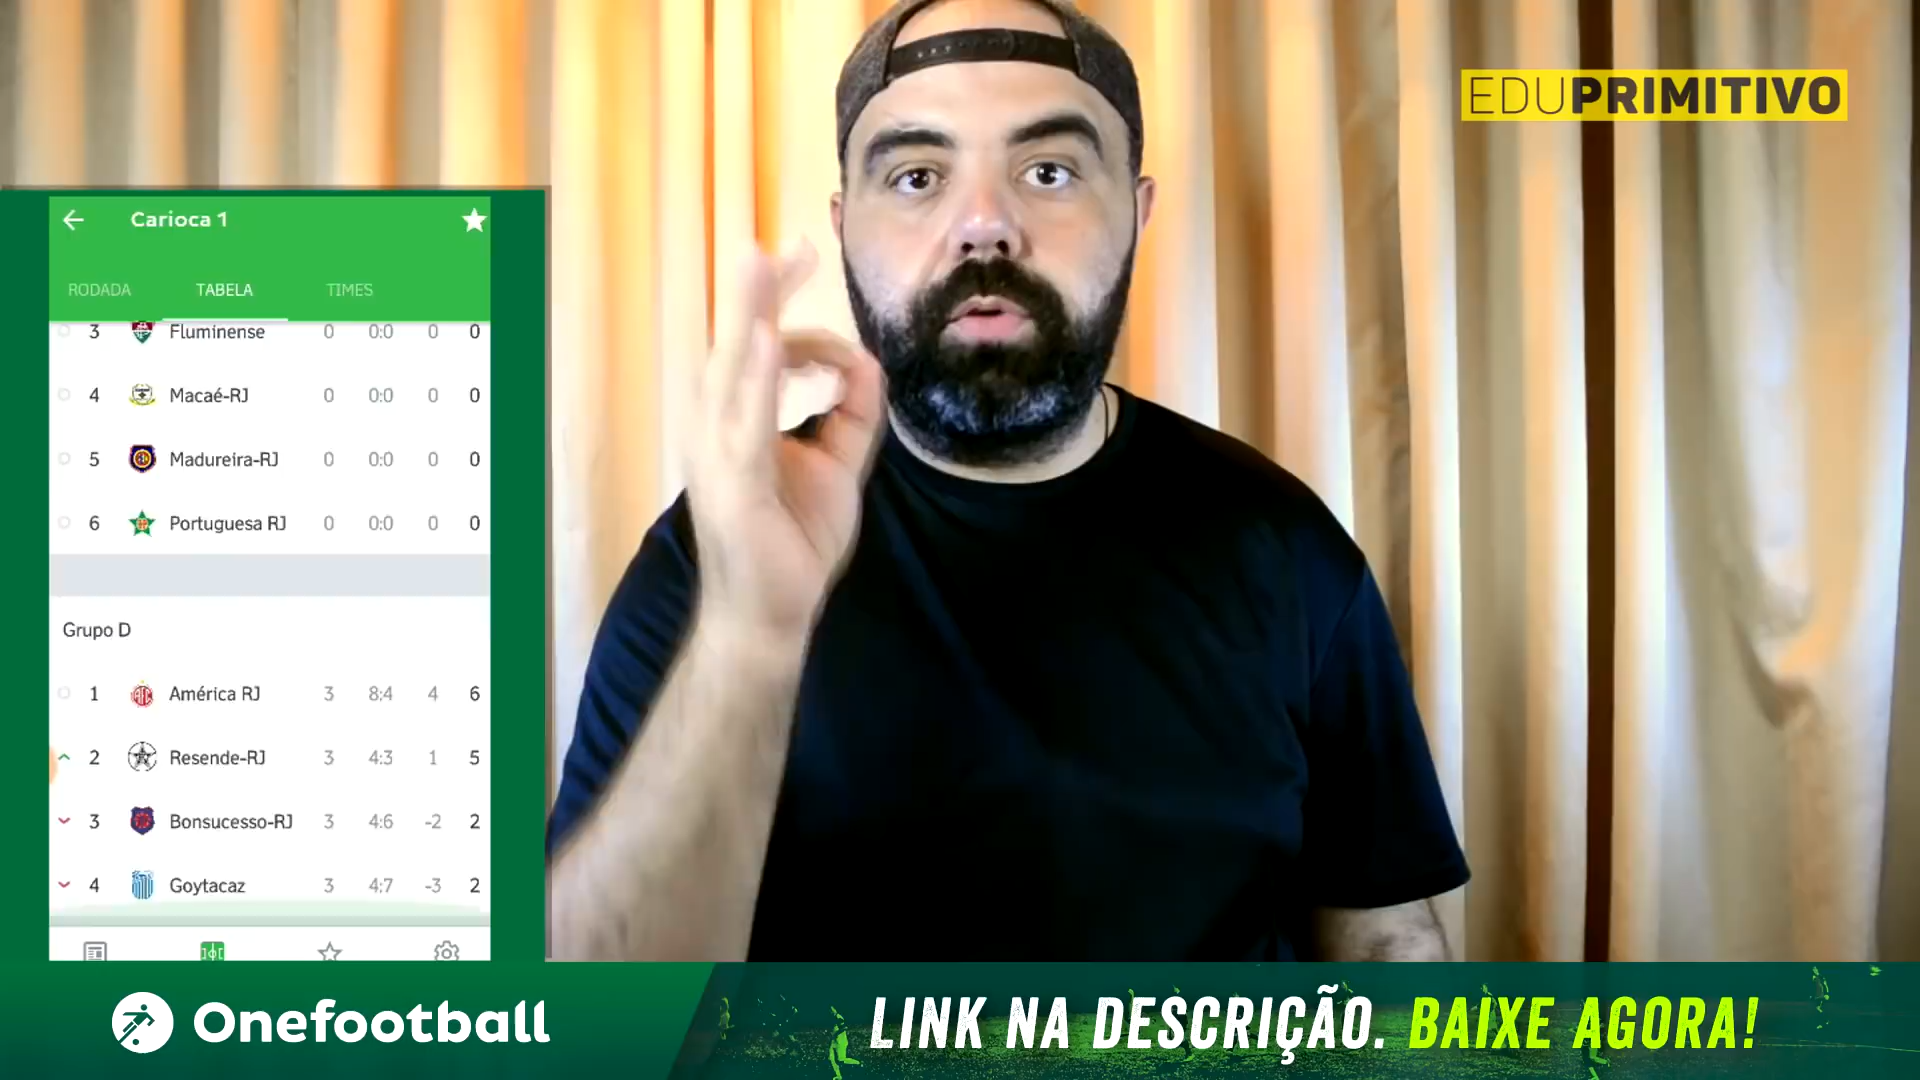 EDUPRIMITIVO
Carioca 1
RODADA TABELA TIMES
3 Fluminense 0 0:0 0 0
4 Macaé-RJ 0 0:0 0 0
5 Madureira-RJ 0 0:0 0 0
6 Portuguesa RJ 0 0:0 0 0
Grupo D
1 América RJ 3 8:4 4 6
2 Resende-RJ 3 4:3 1 5
3 Bonsucesso-RJ 3 4:6 -2 2
4 Goytacaz 3 4:7 -3 2
Onefootball
LINK NA DESCRIÇÃO. BAIXE AGORA!